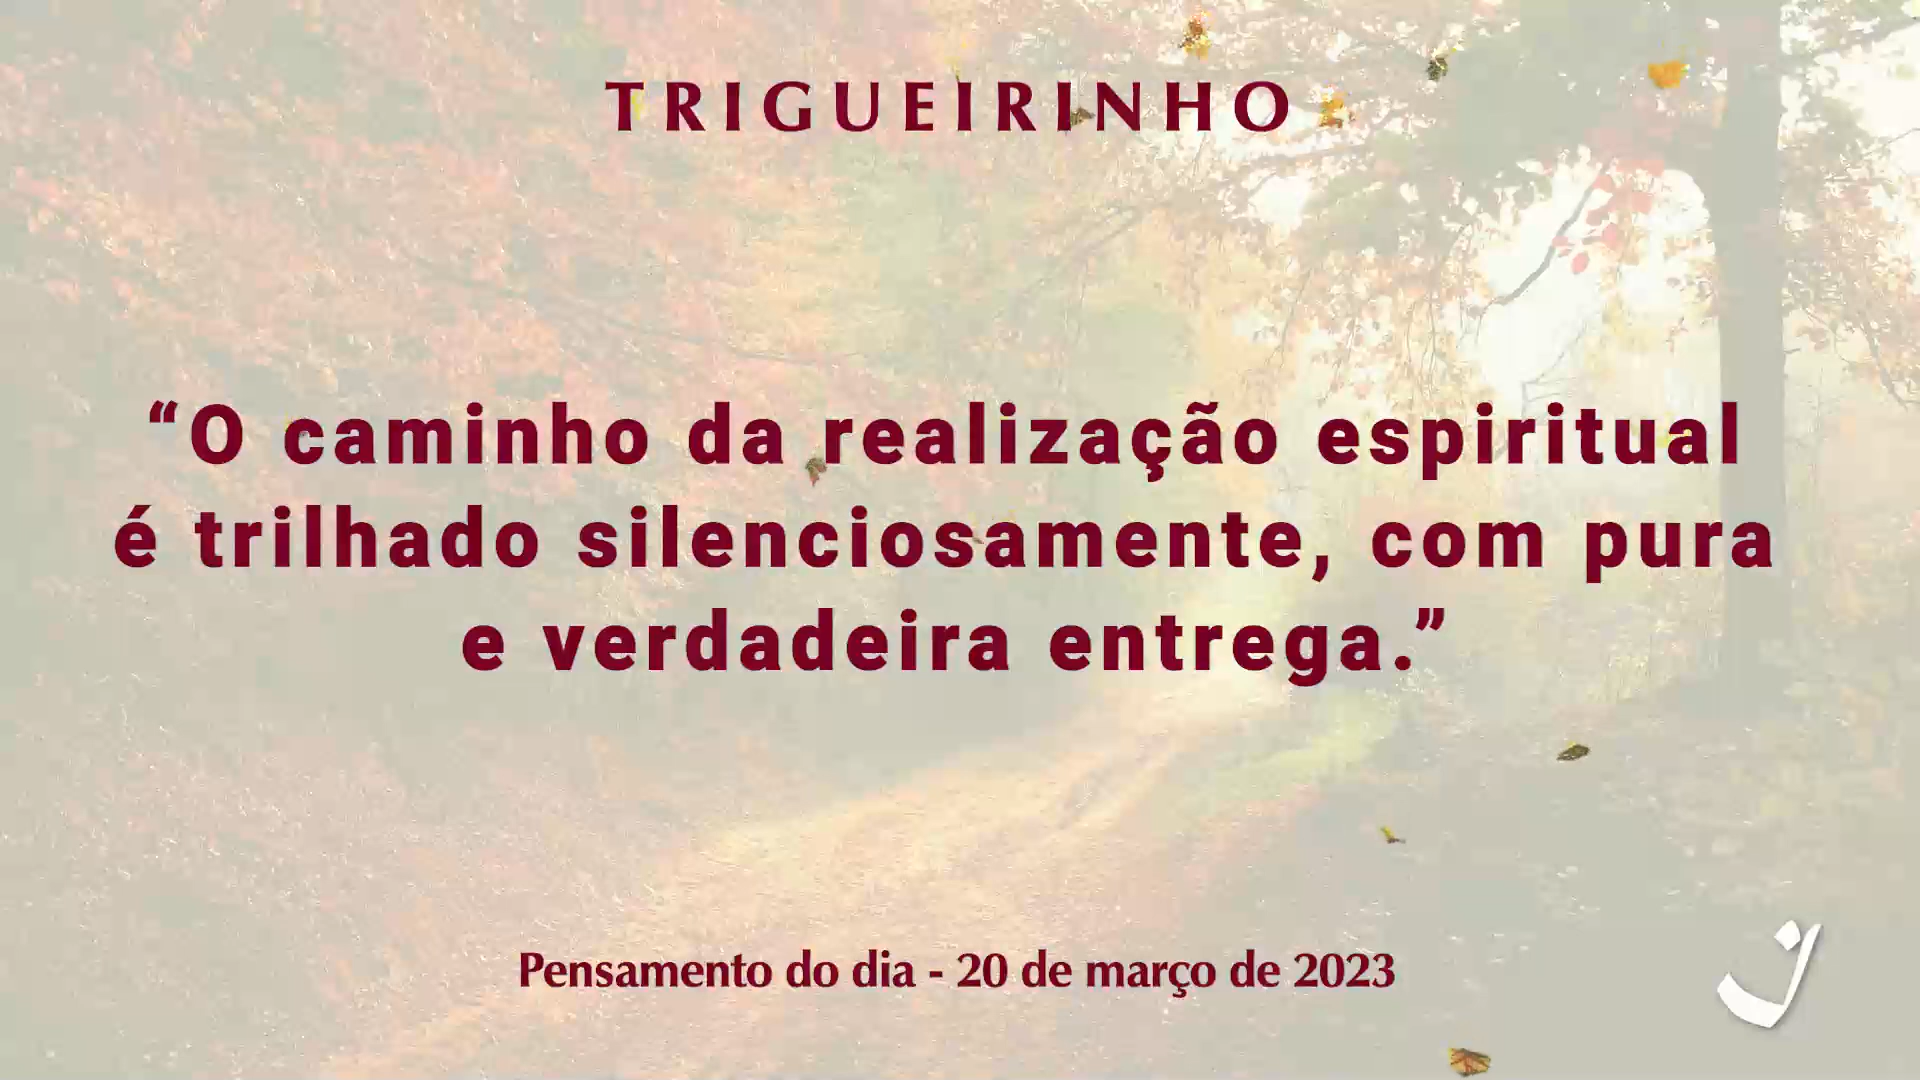 TRIGUEIRINHO
“O caminho da realização espiritual
é trilhado silenciosamente, com pura
e verdadeira entrega.”
Pensamento do dia - 20 de março de 2023